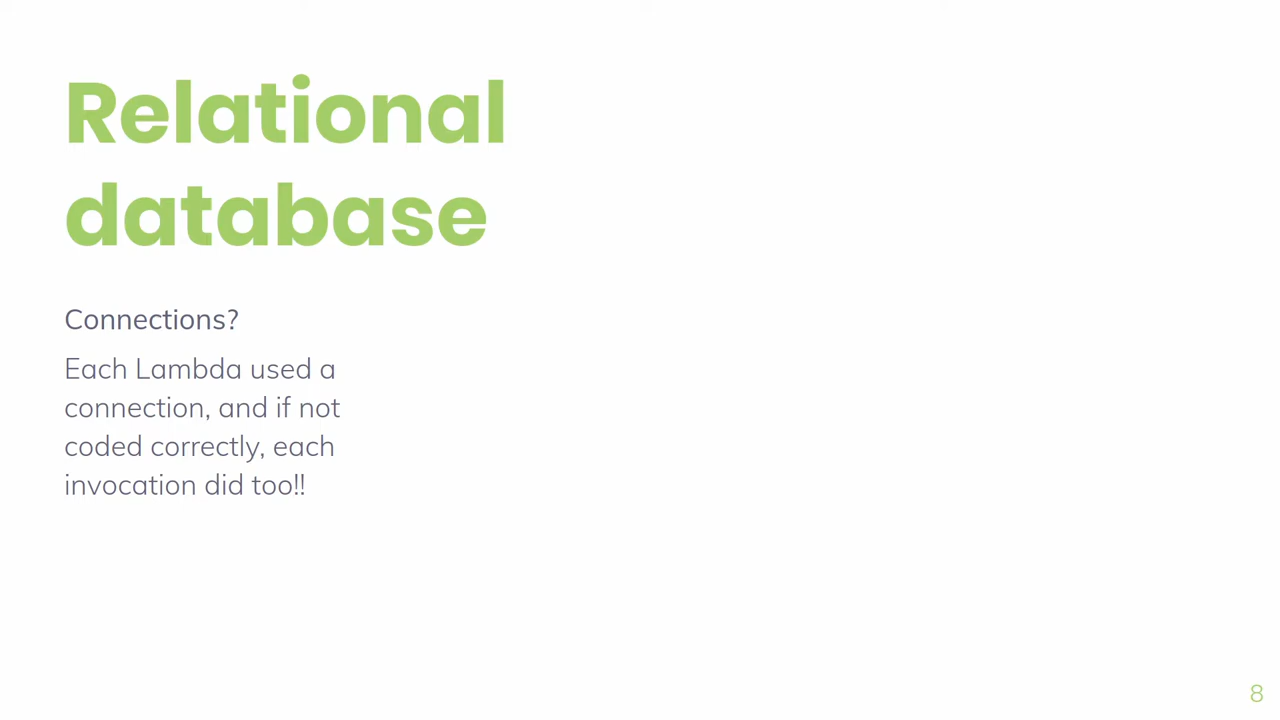 Relational
database
Connections?
Each Lambda used a
connection, and if not
coded correctly, each
invocation did too!!
8